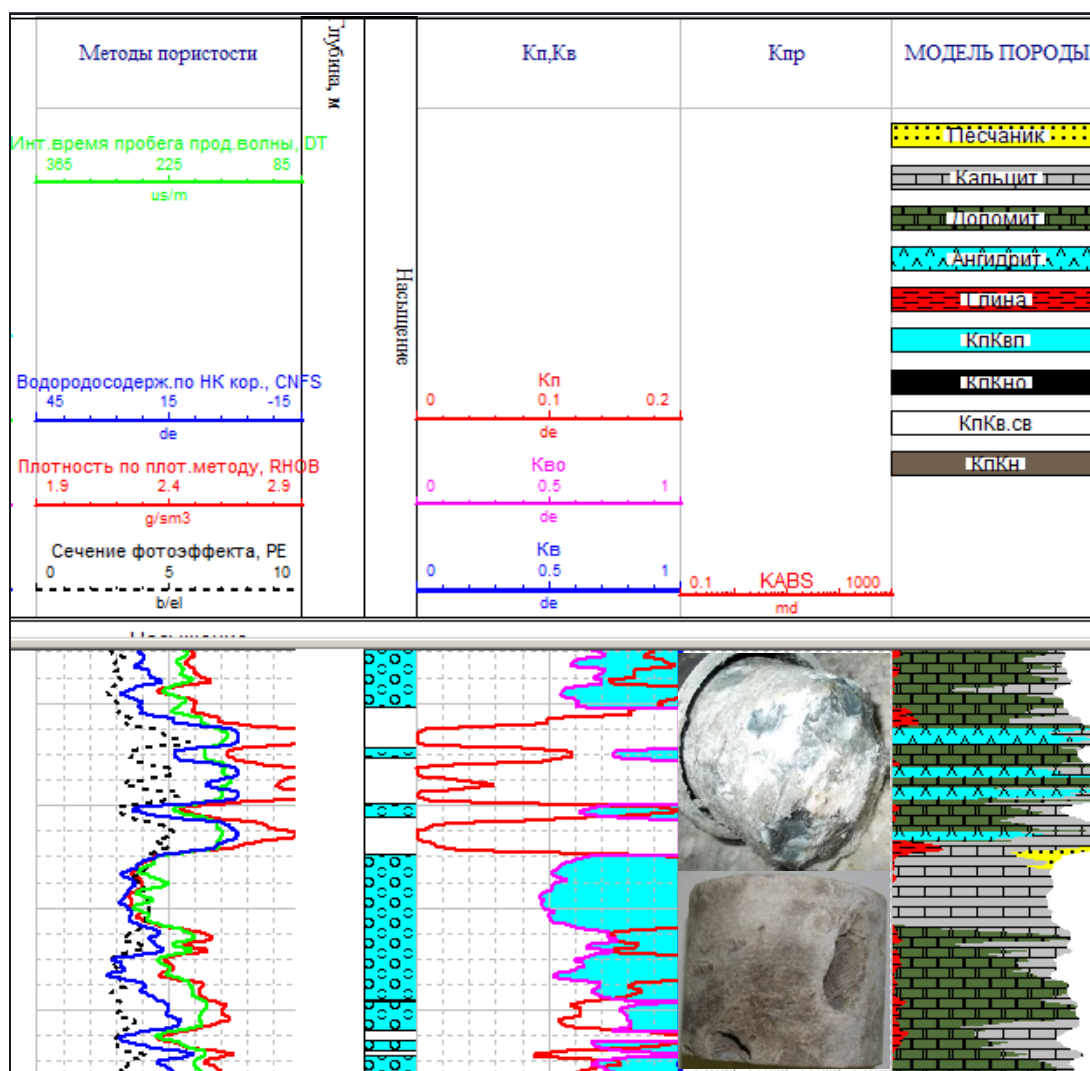 Методы пористости
Глубина, м
Кп,Кв
Кпр
МОДЕЛЬ ПОРОДЫ
Инт.время пробега прод.волны, DT
365 225 85
us/m
Песчаник
Кальцит
Доломит
Ангидрит.
Глина
КпКвп
КпКно
КпКв.св
КпКн
Насыщение
Водородосодерж.по НК кор., CNFS
45 15 -15
de
Кп
0 0.1 0.2
de
Плотность по плот.методу, RHOB
1.9 2.4 2.9
g/sm3
Кво
0 0.5 1
de
Сечение фотоэффекта, PE
0 5 10
b/el
Кв
0 0.5 1
de
0.1 KABS 1000
md